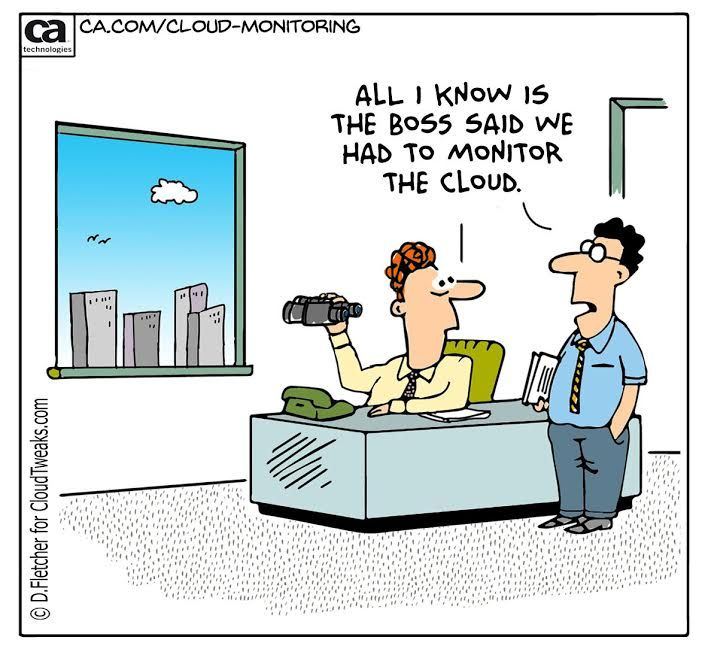 ca
technologies
CA.COM/CLOUD-MONITORING
ALL I KNOW IS
THE BOSS SAID WE
HAD TO MONITOR
THE CLOUD.
© D.Fletcher for CloudTweaks.com